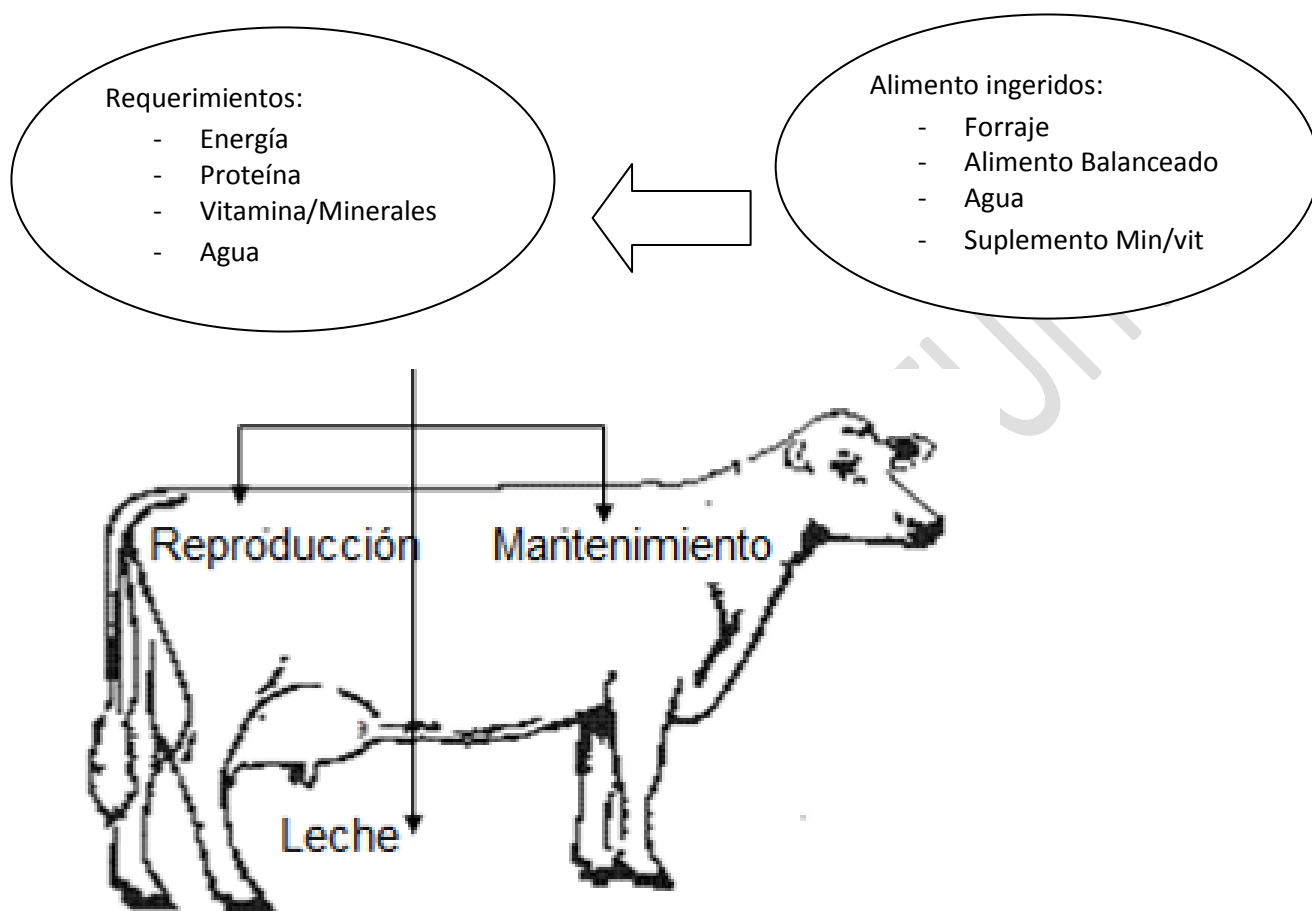 Requerimientos:
- Energía
- Proteína
- Vitamina/Minerales
- Agua
Alimento ingeridos:
- Forraje
- Alimento Balanceado
- Agua
- Suplemento Min/vit
Reproducción
Mantenimiento
Leche